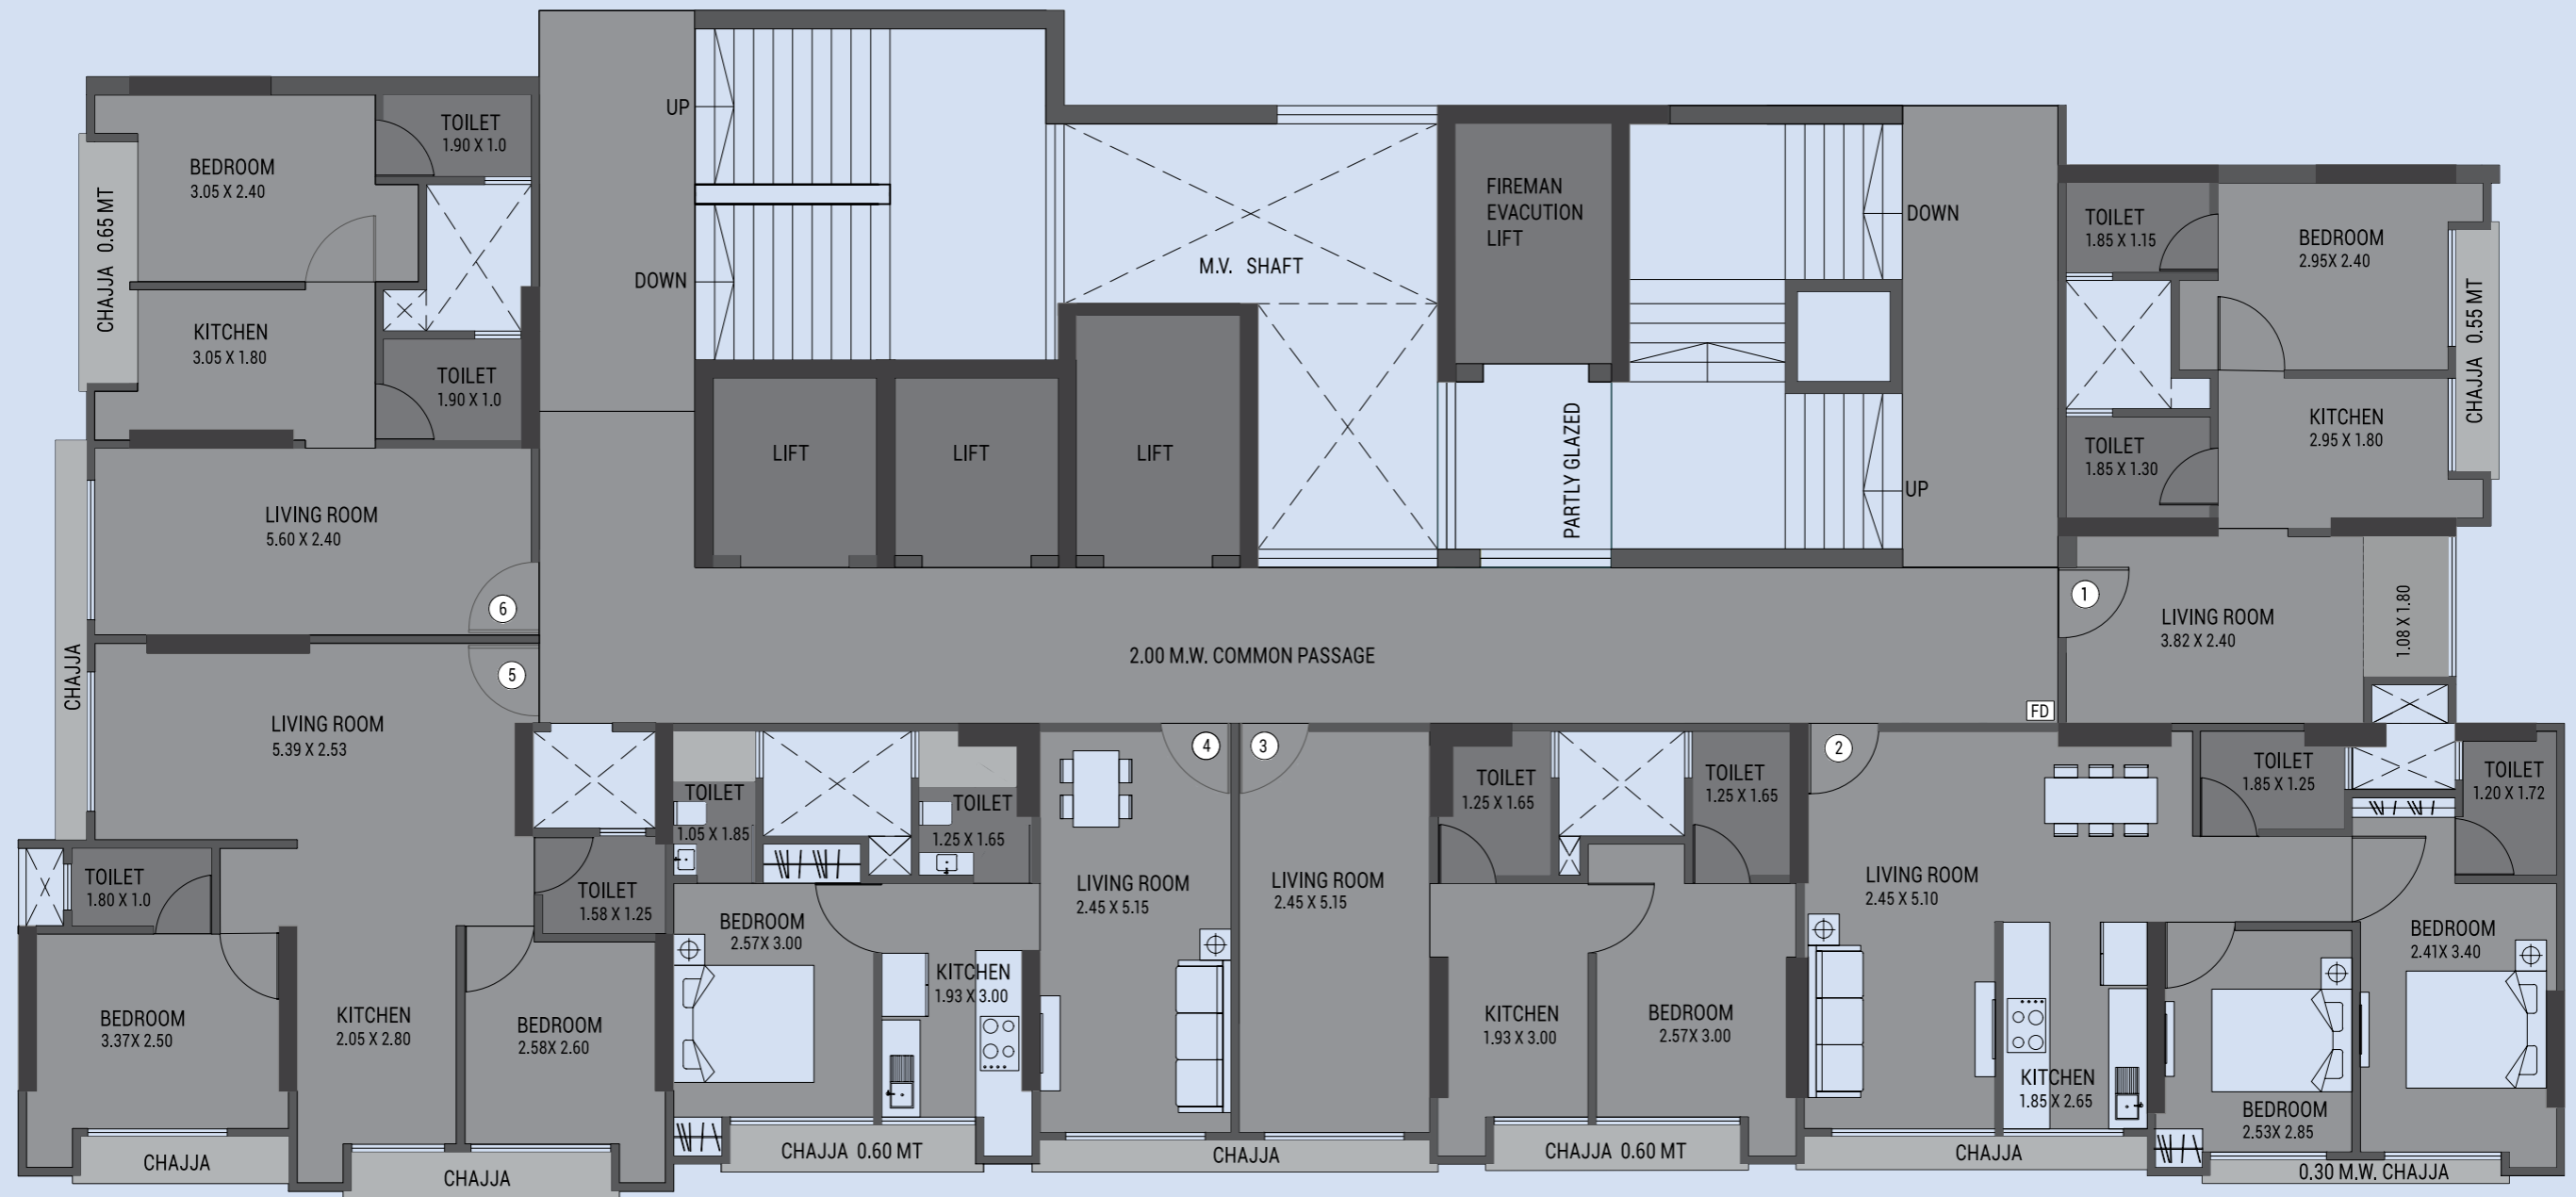 UP
DOWN
TOILET
1.90 X 1.0
BEDROOM
3.05 X 2.40
CHAJJA 0.65 MT
KITCHEN
3.05 X 1.80
TOILET
1.90 X 1.0
LIVING ROOM
5.60 X 2.40
6
CHAJJA
5
LIVING ROOM
5.39 X 2.53
LIFT
LIFT
LIFT
M.V. SHAFT
FIREMAN
EVACUTION
LIFT
PARTLY GLAZED
DOWN
UP
TOILET
1.85 X 1.15
BEDROOM
2.95X 2.40
CHAJJA 0.55 MT
KITCHEN
2.95 X 1.80
TOILET
1.85 X 1.30
1
LIVING ROOM
3.82 X 2.40
1.08 X 1.80
2.00 M.W. COMMON PASSAGE
FD
TOILET
1.80 X 1.0
TOILET
1.58 X 1.25
BEDROOM
3.37X 2.50
KITCHEN
2.05 X 2.80
BEDROOM
2.58X 2.60
CHAJJA
CHAJJA
TOILET
1.05 X 1.85
TOILET
1.25 X 1.65
BEDROOM
2.57X 3.00
KITCHEN
1.93 X 3.00
CHAJJA 0.60 MT
4
LIVING ROOM
2.45 X 5.15
3
LIVING ROOM
2.45 X 5.15
CHAJJA
TOILET
1.25 X 1.65
TOILET
1.25 X 1.65
KITCHEN
1.93 X 3.00
BEDROOM
2.57X 3.00
CHAJJA 0.60 MT
2
LIVING ROOM
2.45 X 5.10
KITCHEN
1.85 X 2.65
CHAJJA
TOILET
1.85 X 1.25
TOILET
1.20 X 1.72
BEDROOM
2.41X 3.40
BEDROOM
2.53X 2.85
0.30 M.W. CHAJJA